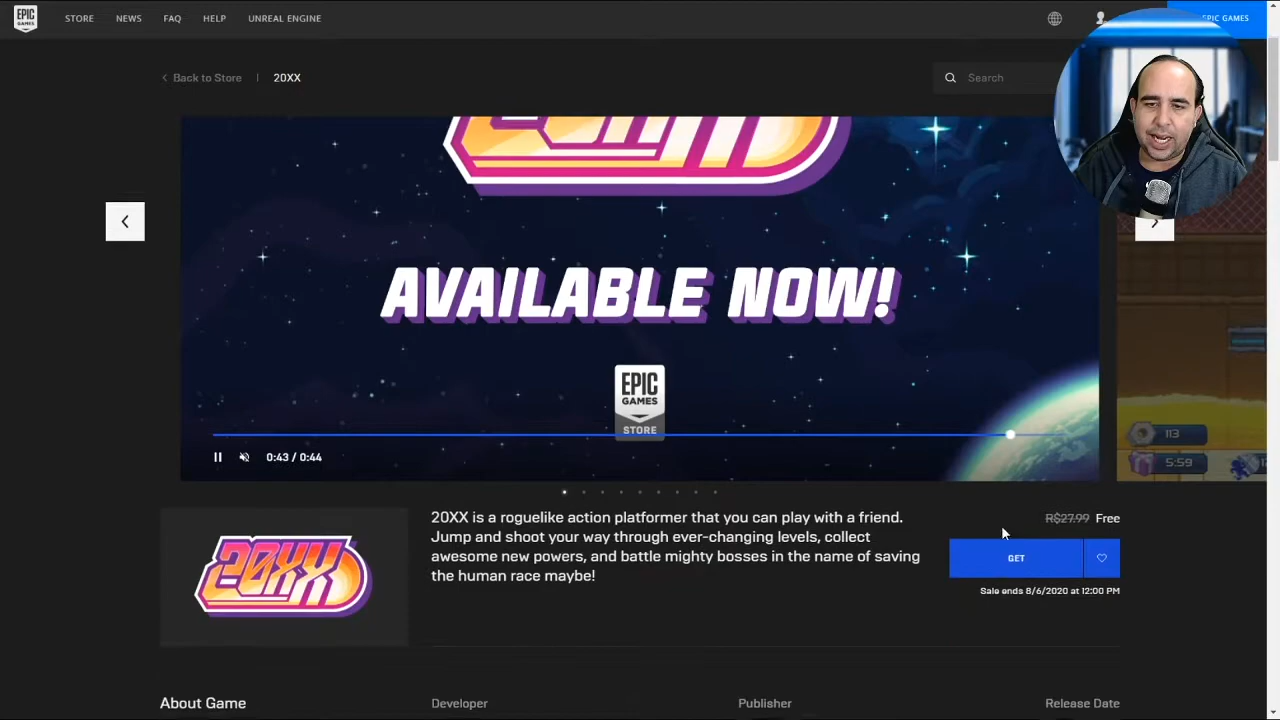 EPIC GAMES
STORE NEWS FAQ HELP UNREAL ENGINE
EPIC GAMES
Back to Store | 20XX
Search
AVAILABLE NOW!
EPIC
GAMES
STORE
0:43 / 0:44
113
5:59
20XX
20XX is a roguelike action platformer that you can play with a friend.
Jump and shoot your way through ever-changing levels, collect
awesome new powers, and battle mighty bosses in the name of saving
the human race maybe!
R$27.99 Free
GET
Sale ends 8/6/2020 at 12:00 PM
About Game
Developer
Publisher
Release Date